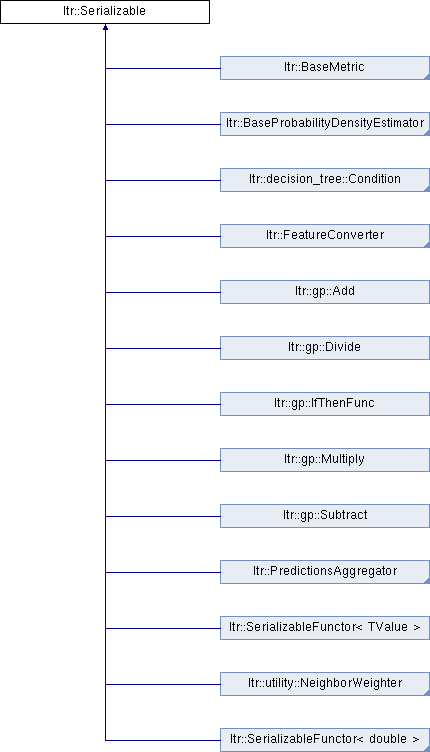 ltr::Serializable
ltr::BaseMetric
ltr::BaseProbabilityDensityEstimator
ltr::decision_tree::Condition
ltr::FeatureConverter
ltr::gp::Add
ltr::gp::Divide
ltr::gp::IfThenFunc
ltr::gp::Multiply
ltr::gp::Subtract
ltr::PredictionsAggregator
ltr::SerializableFunctor< TValue >
ltr::utility::NeighborWeighter
ltr::SerializableFunctor< double >